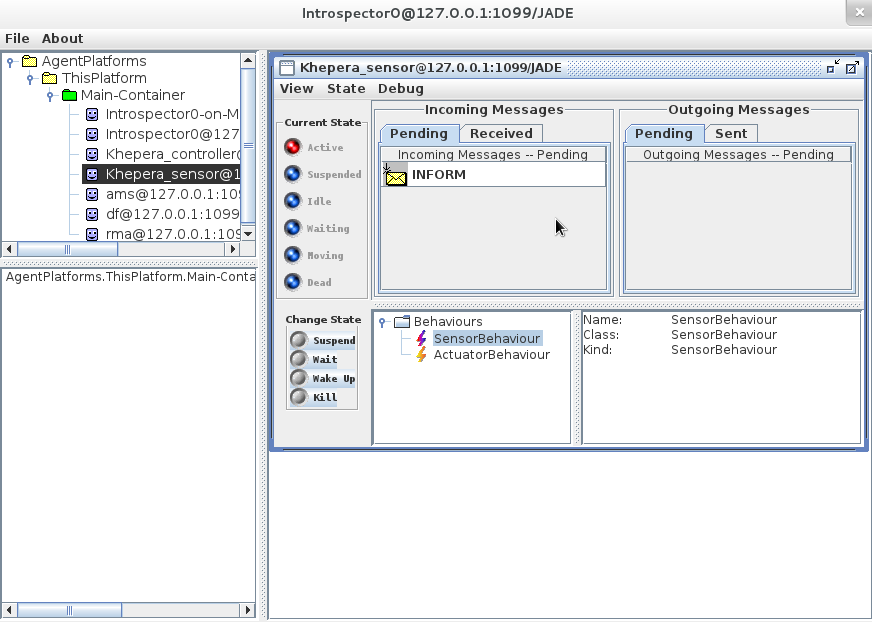 Introspector0@127.0.0.1:1099/JADE
File About
AgentPlatforms
ThisPlatform
Main-Container
Introspector0-on-M
Introspector0@127
Khepera_controller
Khepera_sensor@1
ams@127.0.0.1:109
df@127.0.0.1:1099
rma@127.0.0.1:109
AgentPlatforms.ThisPlatform.Main-Conta
Khepera_sensor@127.0.0.1:1099/JADE
View State Debug
Current State
Active
Suspended
Idle
Waiting
Moving
Dead
Change State
Suspend
Wait
Wake Up
Kill
Incoming Messages
Pending Received
Incoming Messages -- Pending
INFORM
Outgoing Messages
Pending Sent
Outgoing Messages -- Pending
Behaviours
SensorBehaviour
ActuatorBehaviour
Name: SensorBehaviour
Class: SensorBehaviour
Kind: SensorBehaviour